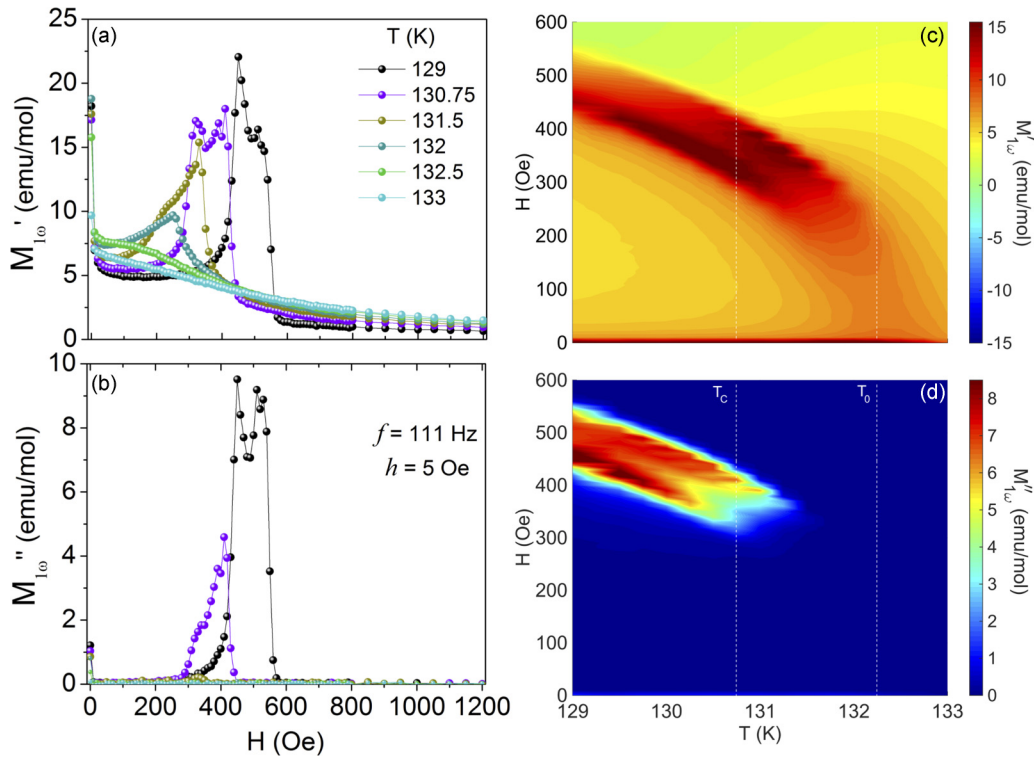 (a)
T (K)
129
130.75
131.5
132
132.5
133
25
20
15
10
5
0
M1ω' (emu/mol)
(b)
f = 111 Hz
h = 5 Oe
10
8
6
4
2
0
M1ω" (emu/mol)
0 200 400 600 800 1000 1200
H (Oe)
(c)
600
500
400
300
200
100
0
H (Oe)
15
10
5
0
-5
-10
-15
M'1ω (emu/mol)
TC T0 (d)
600
500
400
300
200
100
0
H (Oe)
129 130 131 132 133
T (K)
8
7
6
5
4
3
2
1
0
M''1ω (emu/mol)